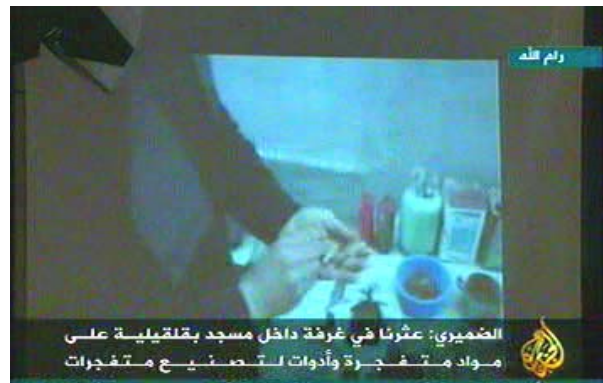 رام الله
الضميري: عثرنا في غرفة داخل مسجد بقلقيلية على
مواد متفجرة وأدوات لتصنيع متفجرات